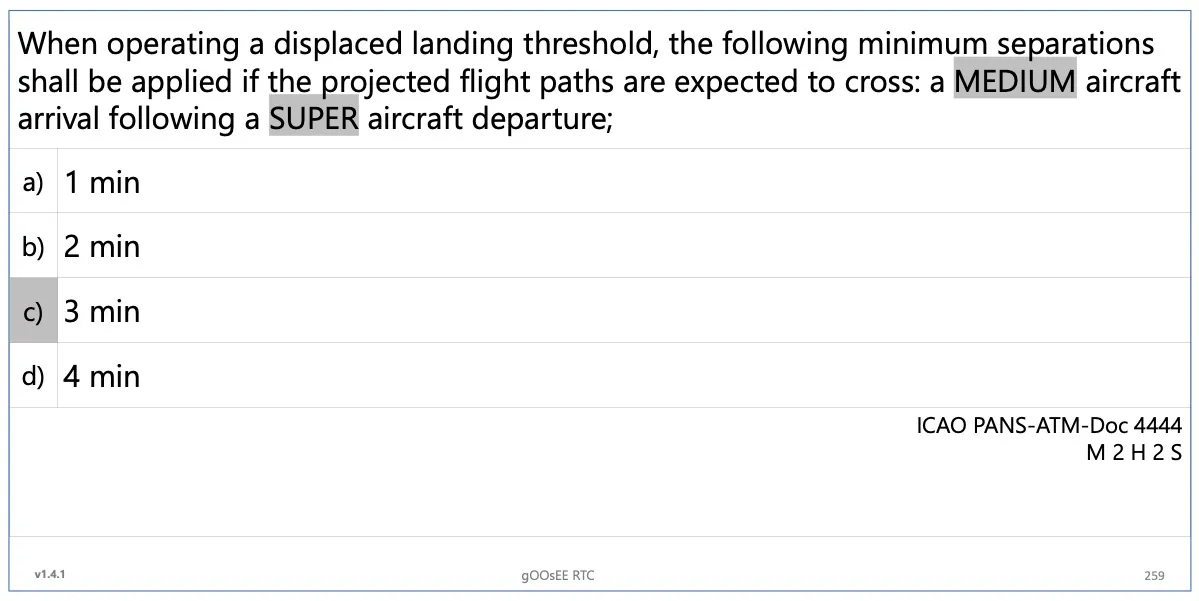 When operating a displaced landing threshold, the following minimum separations
shall be applied if the projected flight paths are expected to cross: a MEDIUM aircraft
arrival following a SUPER aircraft departure;
a) 1 min
b) 2 min
c) 3 min
d) 4 min
ICAO PANS-ATM-Doc 4444
M 2 H 2 S
v1.4.1 gOOsEE RTC 259